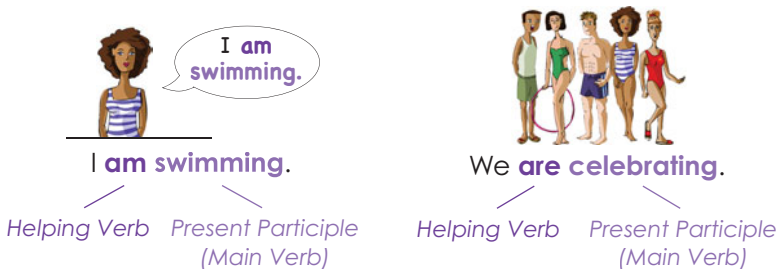 I am
swimming.
I am swimming.
Helping Verb
Present Participle
(Main Verb)
We are celebrating.
Helping Verb
Present Participle
(Main Verb)